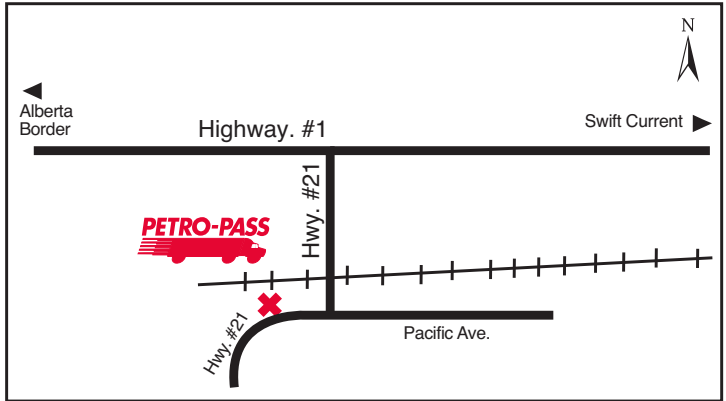 N
Alberta
Border
Swift Current
Highway. #1
Hwy. #21
PETRO-PASS
Hwy. #21
Pacific Ave.